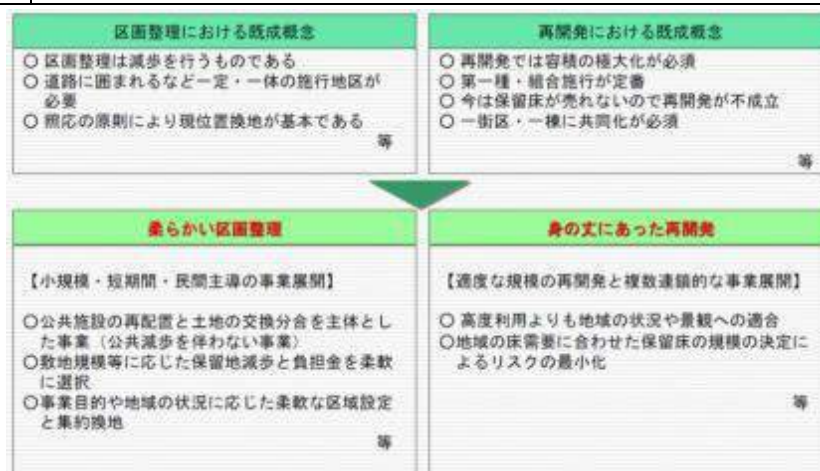 区画整理における既成概念
○ 区画整理は減歩を行うものである
○ 道路に囲まれるなど一定・一体の施行地区が
必要
○ 照応の原則により現位置換地が基本である
等
再開発における既成概念
○ 再開発では容積の極大化が必須
○ 第一種・組合施行が定番
○ 今は保留床が売れないので再開発が不成立
○ 一街区・一棟に共同化が必須
等
柔らかい区画整理
【小規模・短期間・民間主導の事業展開】
○公共施設の再配置と土地の交換分合を主体とし
た事業（公共減歩を伴わない事業）
○敷地規模等に応じた保留地減歩と負担金を柔軟
に選択
○事業目的や地域の状況に応じた柔軟な区域設定
と集約換地
等
身の丈にあった再開発
【適度な規模の再開発と複数連鎖的な事業展開】
○ 高度利用よりも地域の状況や景観への適合
○地域の床需要に合わせた保留床の規模の決定に
よるリスクの最小化
等